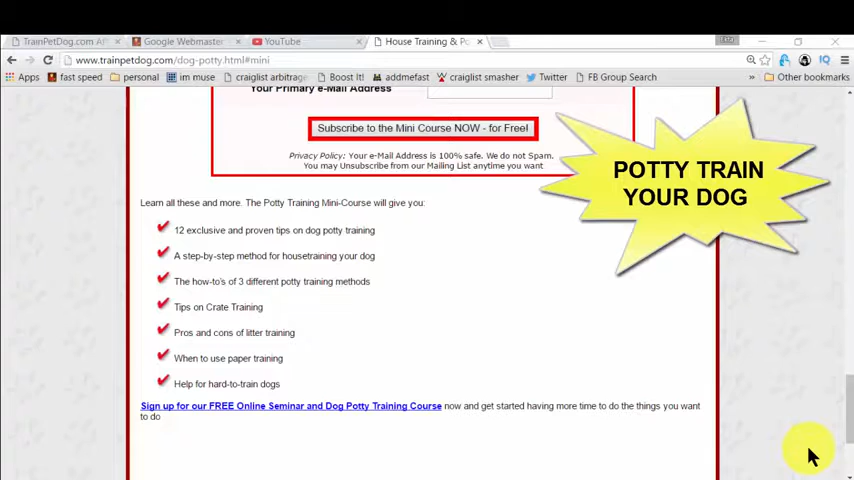 TrainPetDog.com Aff
Google Webmaster
YouTube
House Training & Po
www.trainpetdog.com/dog-potty.html#mini
Apps
fast speed
personal
im muse
craiglist arbitrage
Boost It!
addmefast
craiglist smasher
Twitter
FB Group Search
» Other bookmarks
Your Primary e-Mail Address
Subscribe to the Mini Course NOW - for Free!
Privacy Policy: Your e-Mail Address is 100% safe. We do not Spam.
You may Unsubscribe from our Mailing List anytime you want
POTTY TRAIN
YOUR DOG
Learn all these and more. The Potty Training Mini-Course will give you:
12 exclusive and proven tips on dog potty training
A step-by-step method for housetraining your dog
The how-to's of 3 different potty training methods
Tips on Crate Training
Pros and cons of litter training
When to use paper training
Help for hard-to-train dogs
Sign up for our FREE Online Seminar and Dog Potty Training Course now and get started having more time to do the things you want
to do